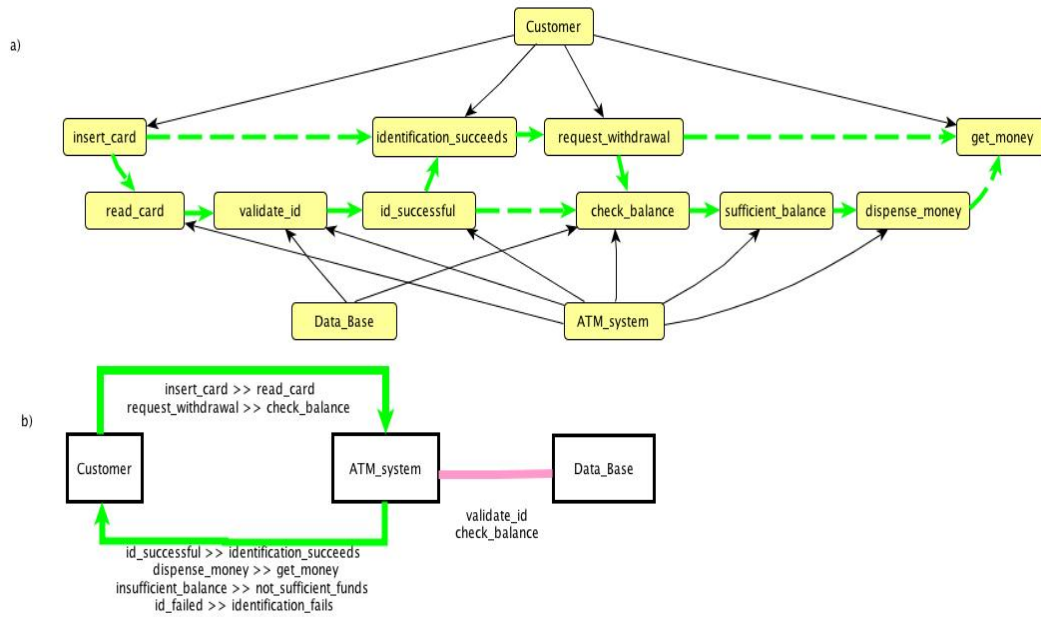 a)
Customer
insert_card
identification_succeeds
request_withdrawal
get_money
read_card
validate_id
id_successful
check_balance
sufficient_balance
dispense_money
Data_Base
ATM_system
b)
insert_card >> read_card
request_withdrawal >> check_balance
Customer
ATM_system
Data_Base
validate_id
check_balance
id_successful >> identification_succeeds
dispense_money >> get_money
insufficient_balance >> not_sufficient_funds
id_failed >> identification_fails